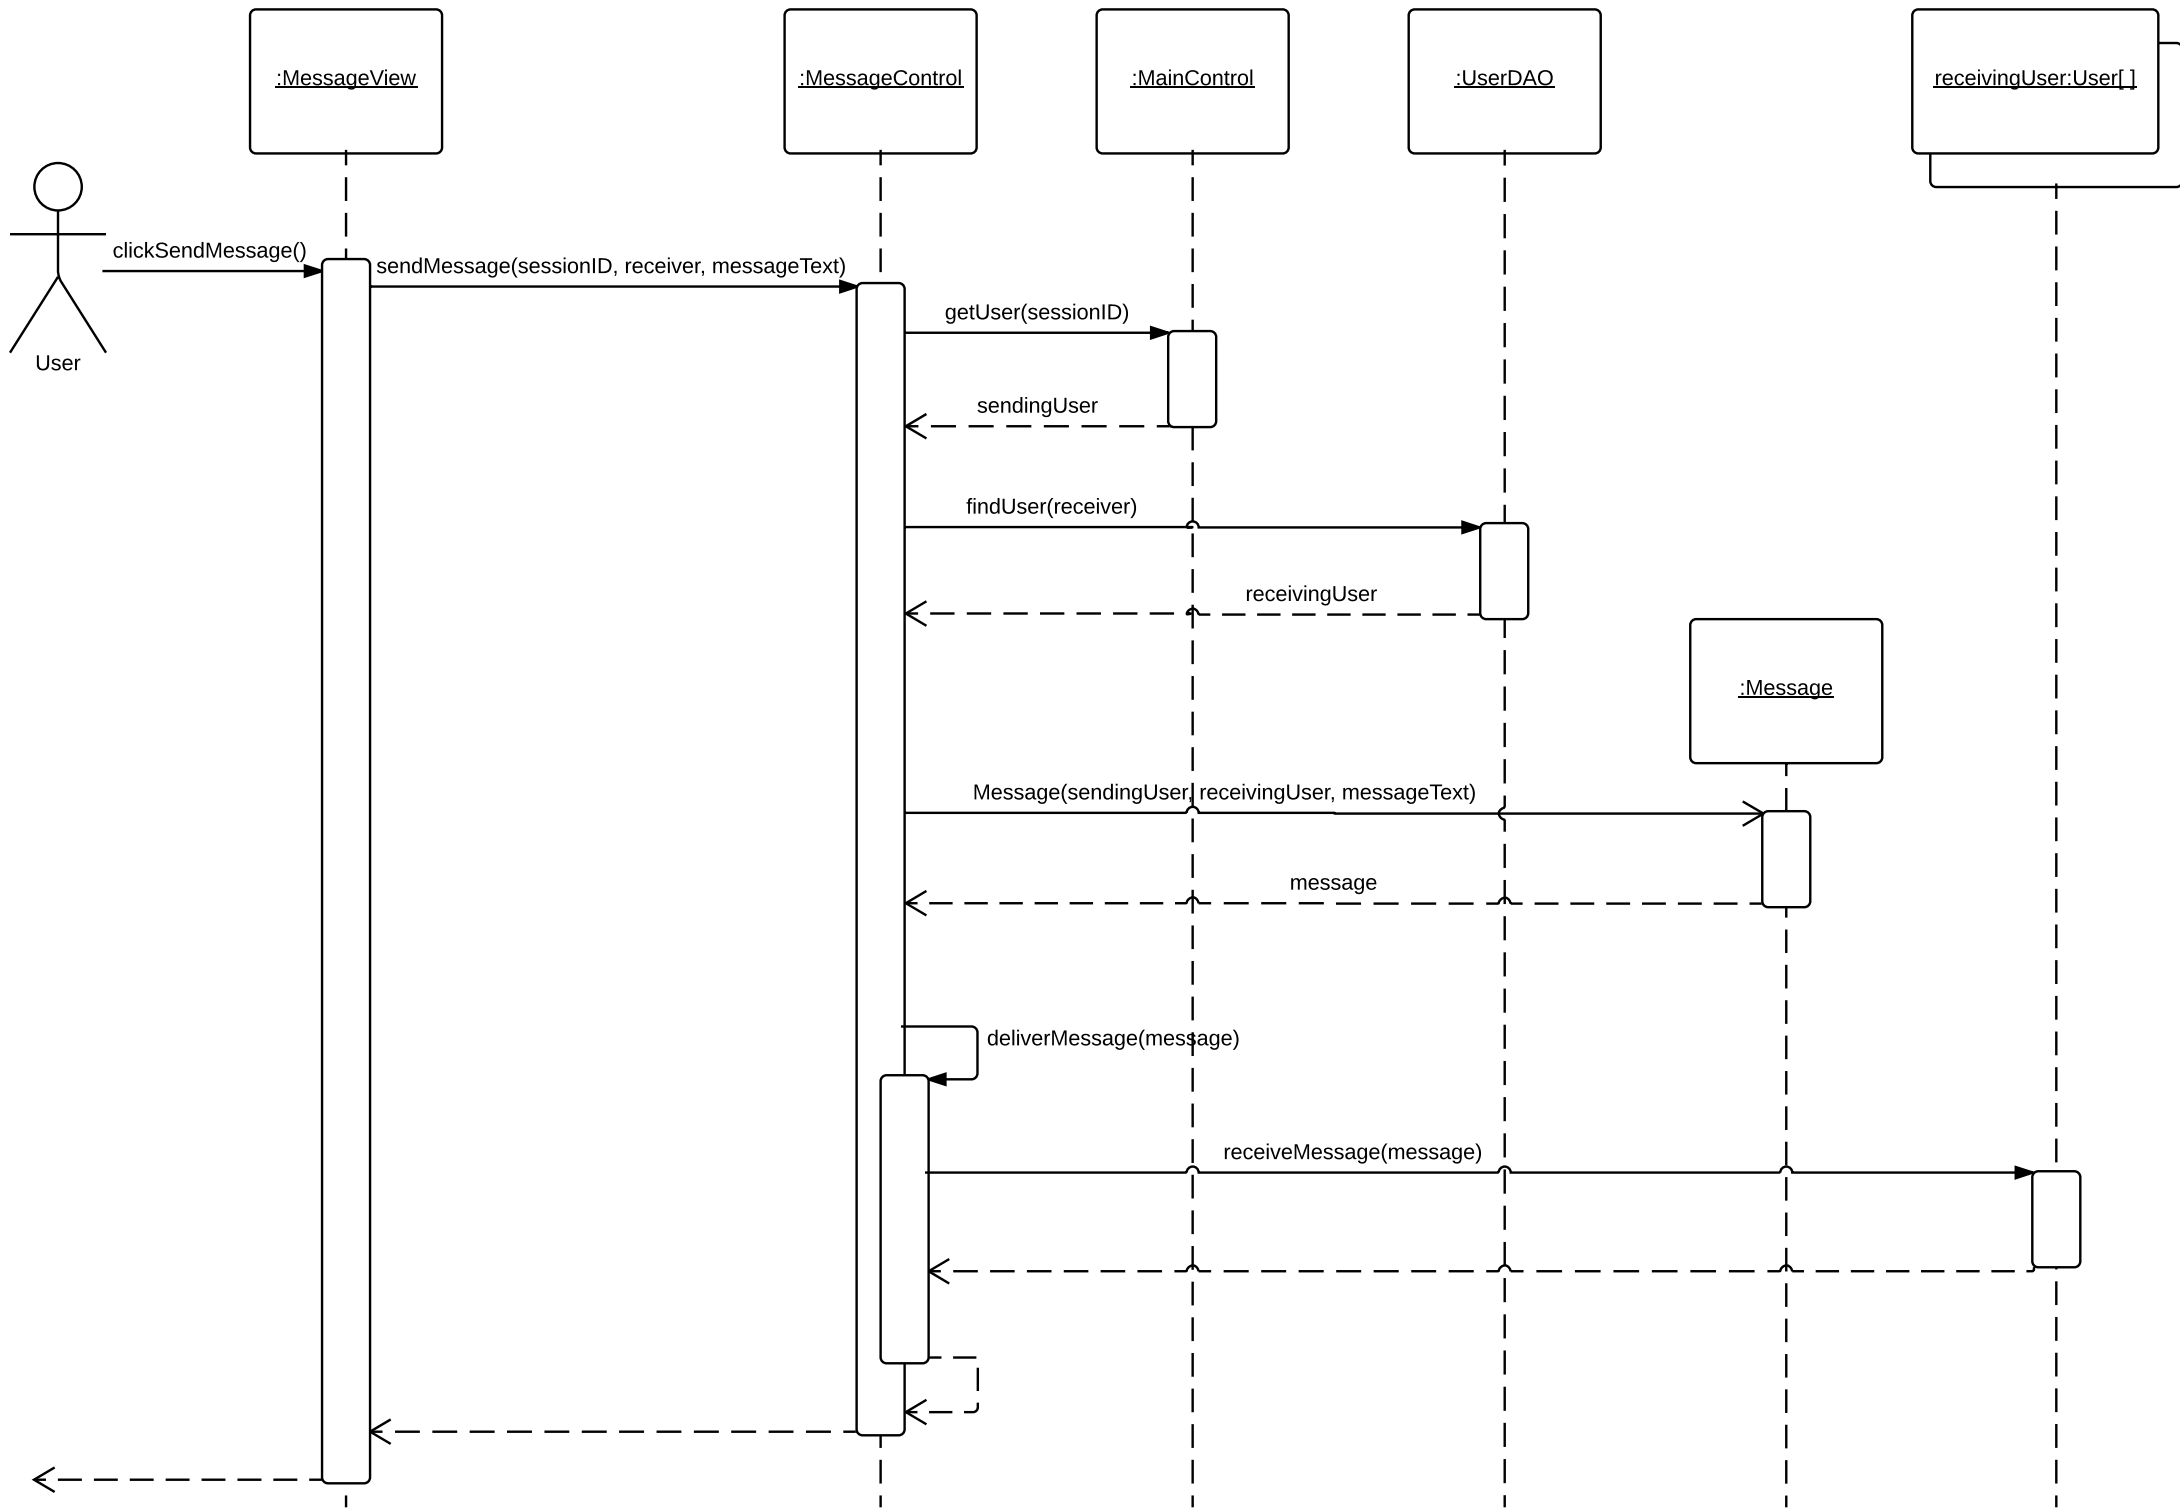 :MessageView
:MessageControl
:MainControl
:UserDAO
receivingUser:User[ ]
clickSendMessage()
sendMessage(sessionID, receiver, messageText)
getUser(sessionID)
User
sendingUser
findUser(receiver)
receivingUser
:Message
Message(sendingUser, receivingUser, messageText)
message
deliverMessage(message)
receiveMessage(message)